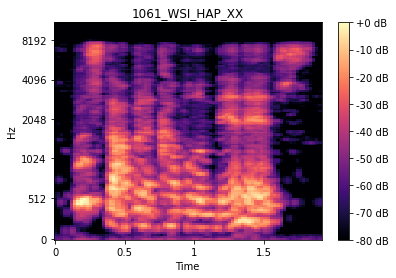 1061_WSI_HAP_XX
+0 dB
8192
-10 dB
4096
-20 dB
-30 dB
2048
Hz
-40 dB
1024
-50 dB
512
-60 dB
-70 dB
0
-80 dB
0
0.5
1
1.5
Time